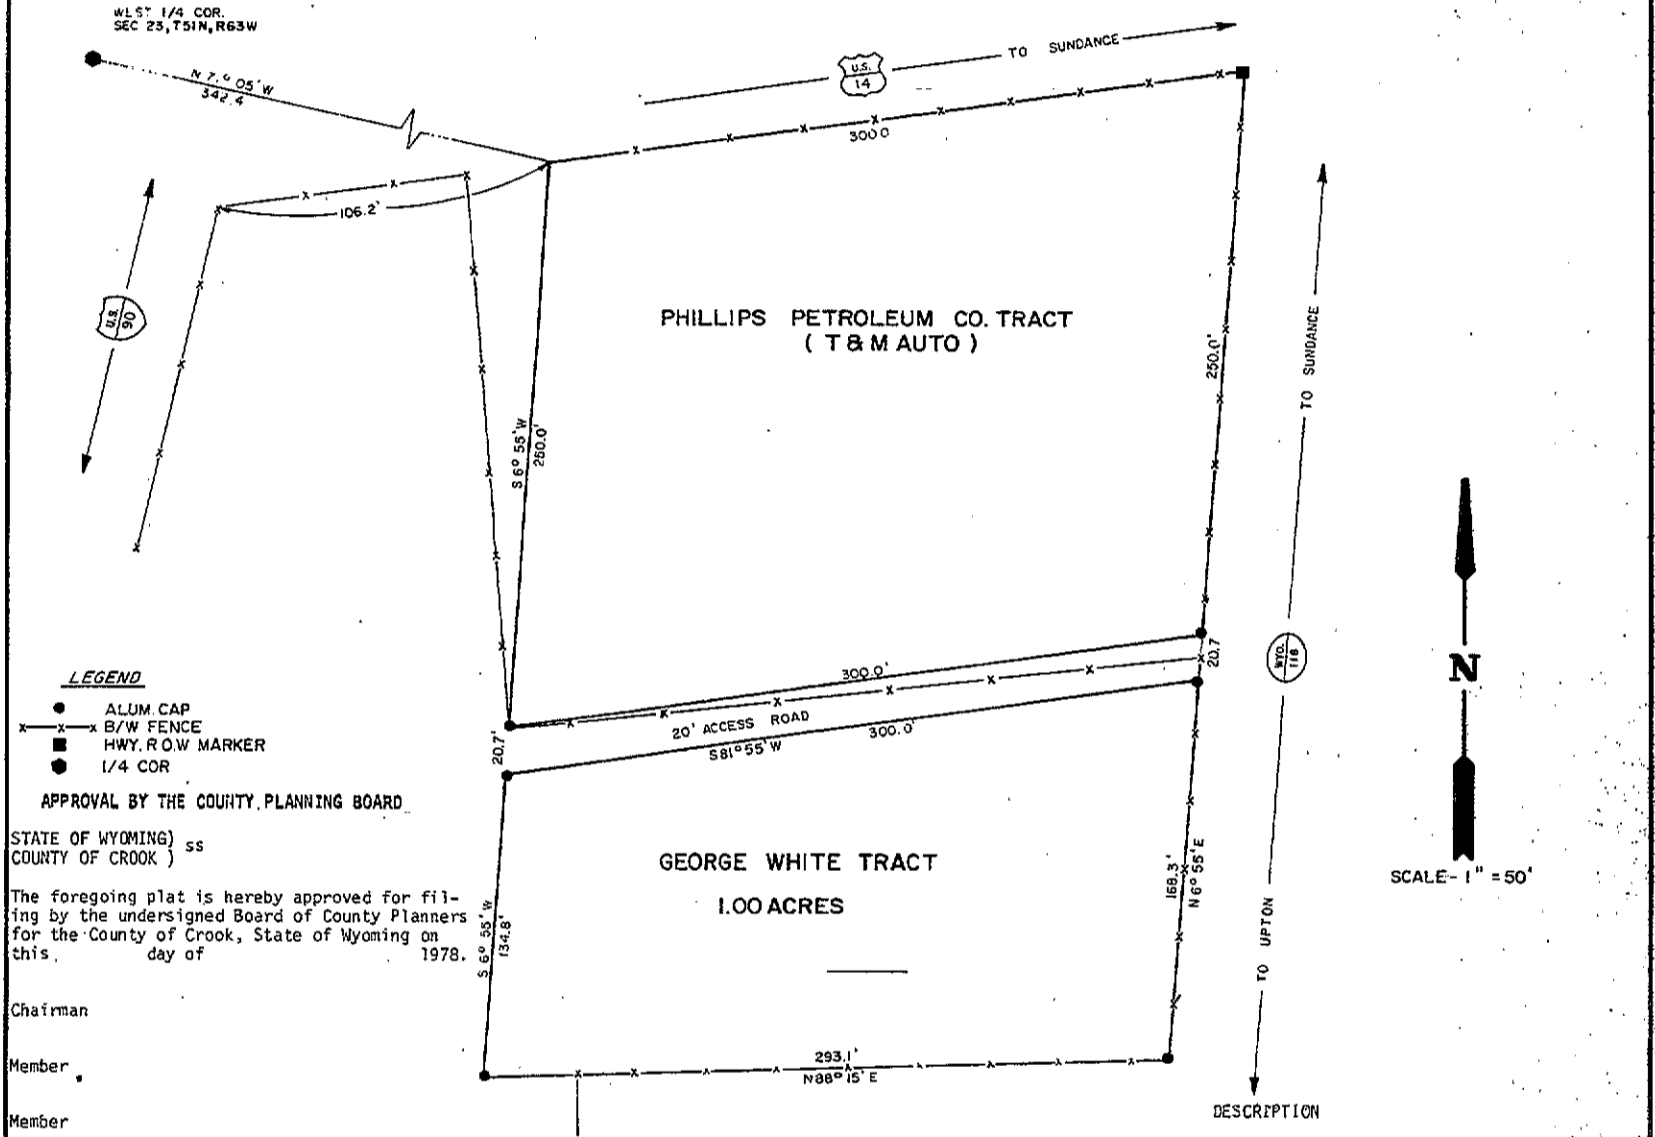 WEST 1/4 COR.
SEC 23, T51N, R63W
342.4
TO SUNDANCE
U.S.
14
300.0
106.2'
U.S.
90
PHILLIPS PETROLEUM CO. TRACT
( T & M AUTO )
250.0'
TO SUNDANCE
S 6° 55' W
250.0'
WYO.
116
N
20.7
300.0'
20' ACCESS ROAD
S81°55'W
300.0'
20.7'
LEGEND
ALUM. CAP
x x x B/W FENCE
HWY. R.O.W MARKER
1/4 COR
APPROVAL BY THE COUNTY PLANNING BOARD
STATE OF WYOMING) ss
COUNTY OF CROOK )
The foregoing plat is hereby approved for fil-
ing by the undersigned Board of County Planners
for the County of Crook, State of Wyoming on
this day of 1978.
Chairman
Member
Member
GEORGE WHITE TRACT
1.00 ACRES
S 6° 55' W
134.8'
168.3'
N 6° 55' E
TO UPTON
SCALE - 1" = 50'
293.1'
N88°15'E
DESCRIPTION